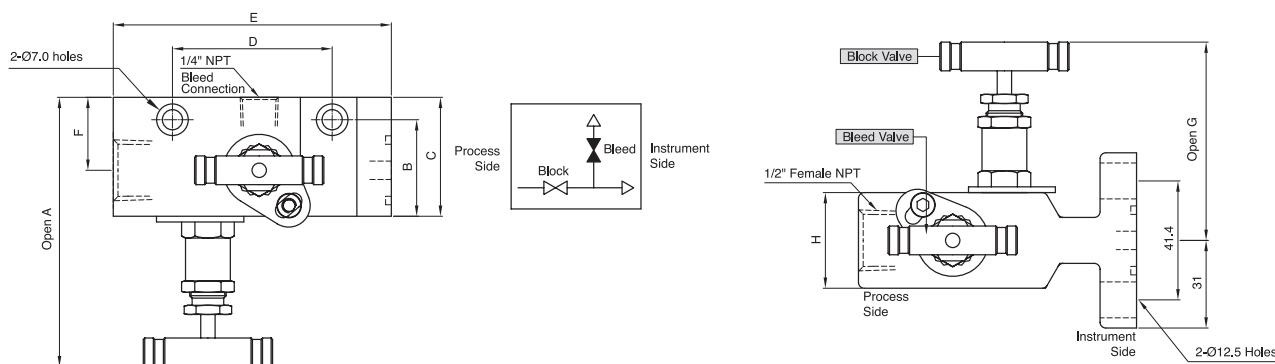 E
D
2-Ø7.0 holes
1/4" NPT
Bleed
Connection
F
B
C
Open A
Process
Side
Block
Bleed
Instrument
Side
Block Valve
Bleed Valve
1/2" Female NPT
Open G
H
41.4
31
Process
Side
Instrument
Side
2-Ø12.5 Holes